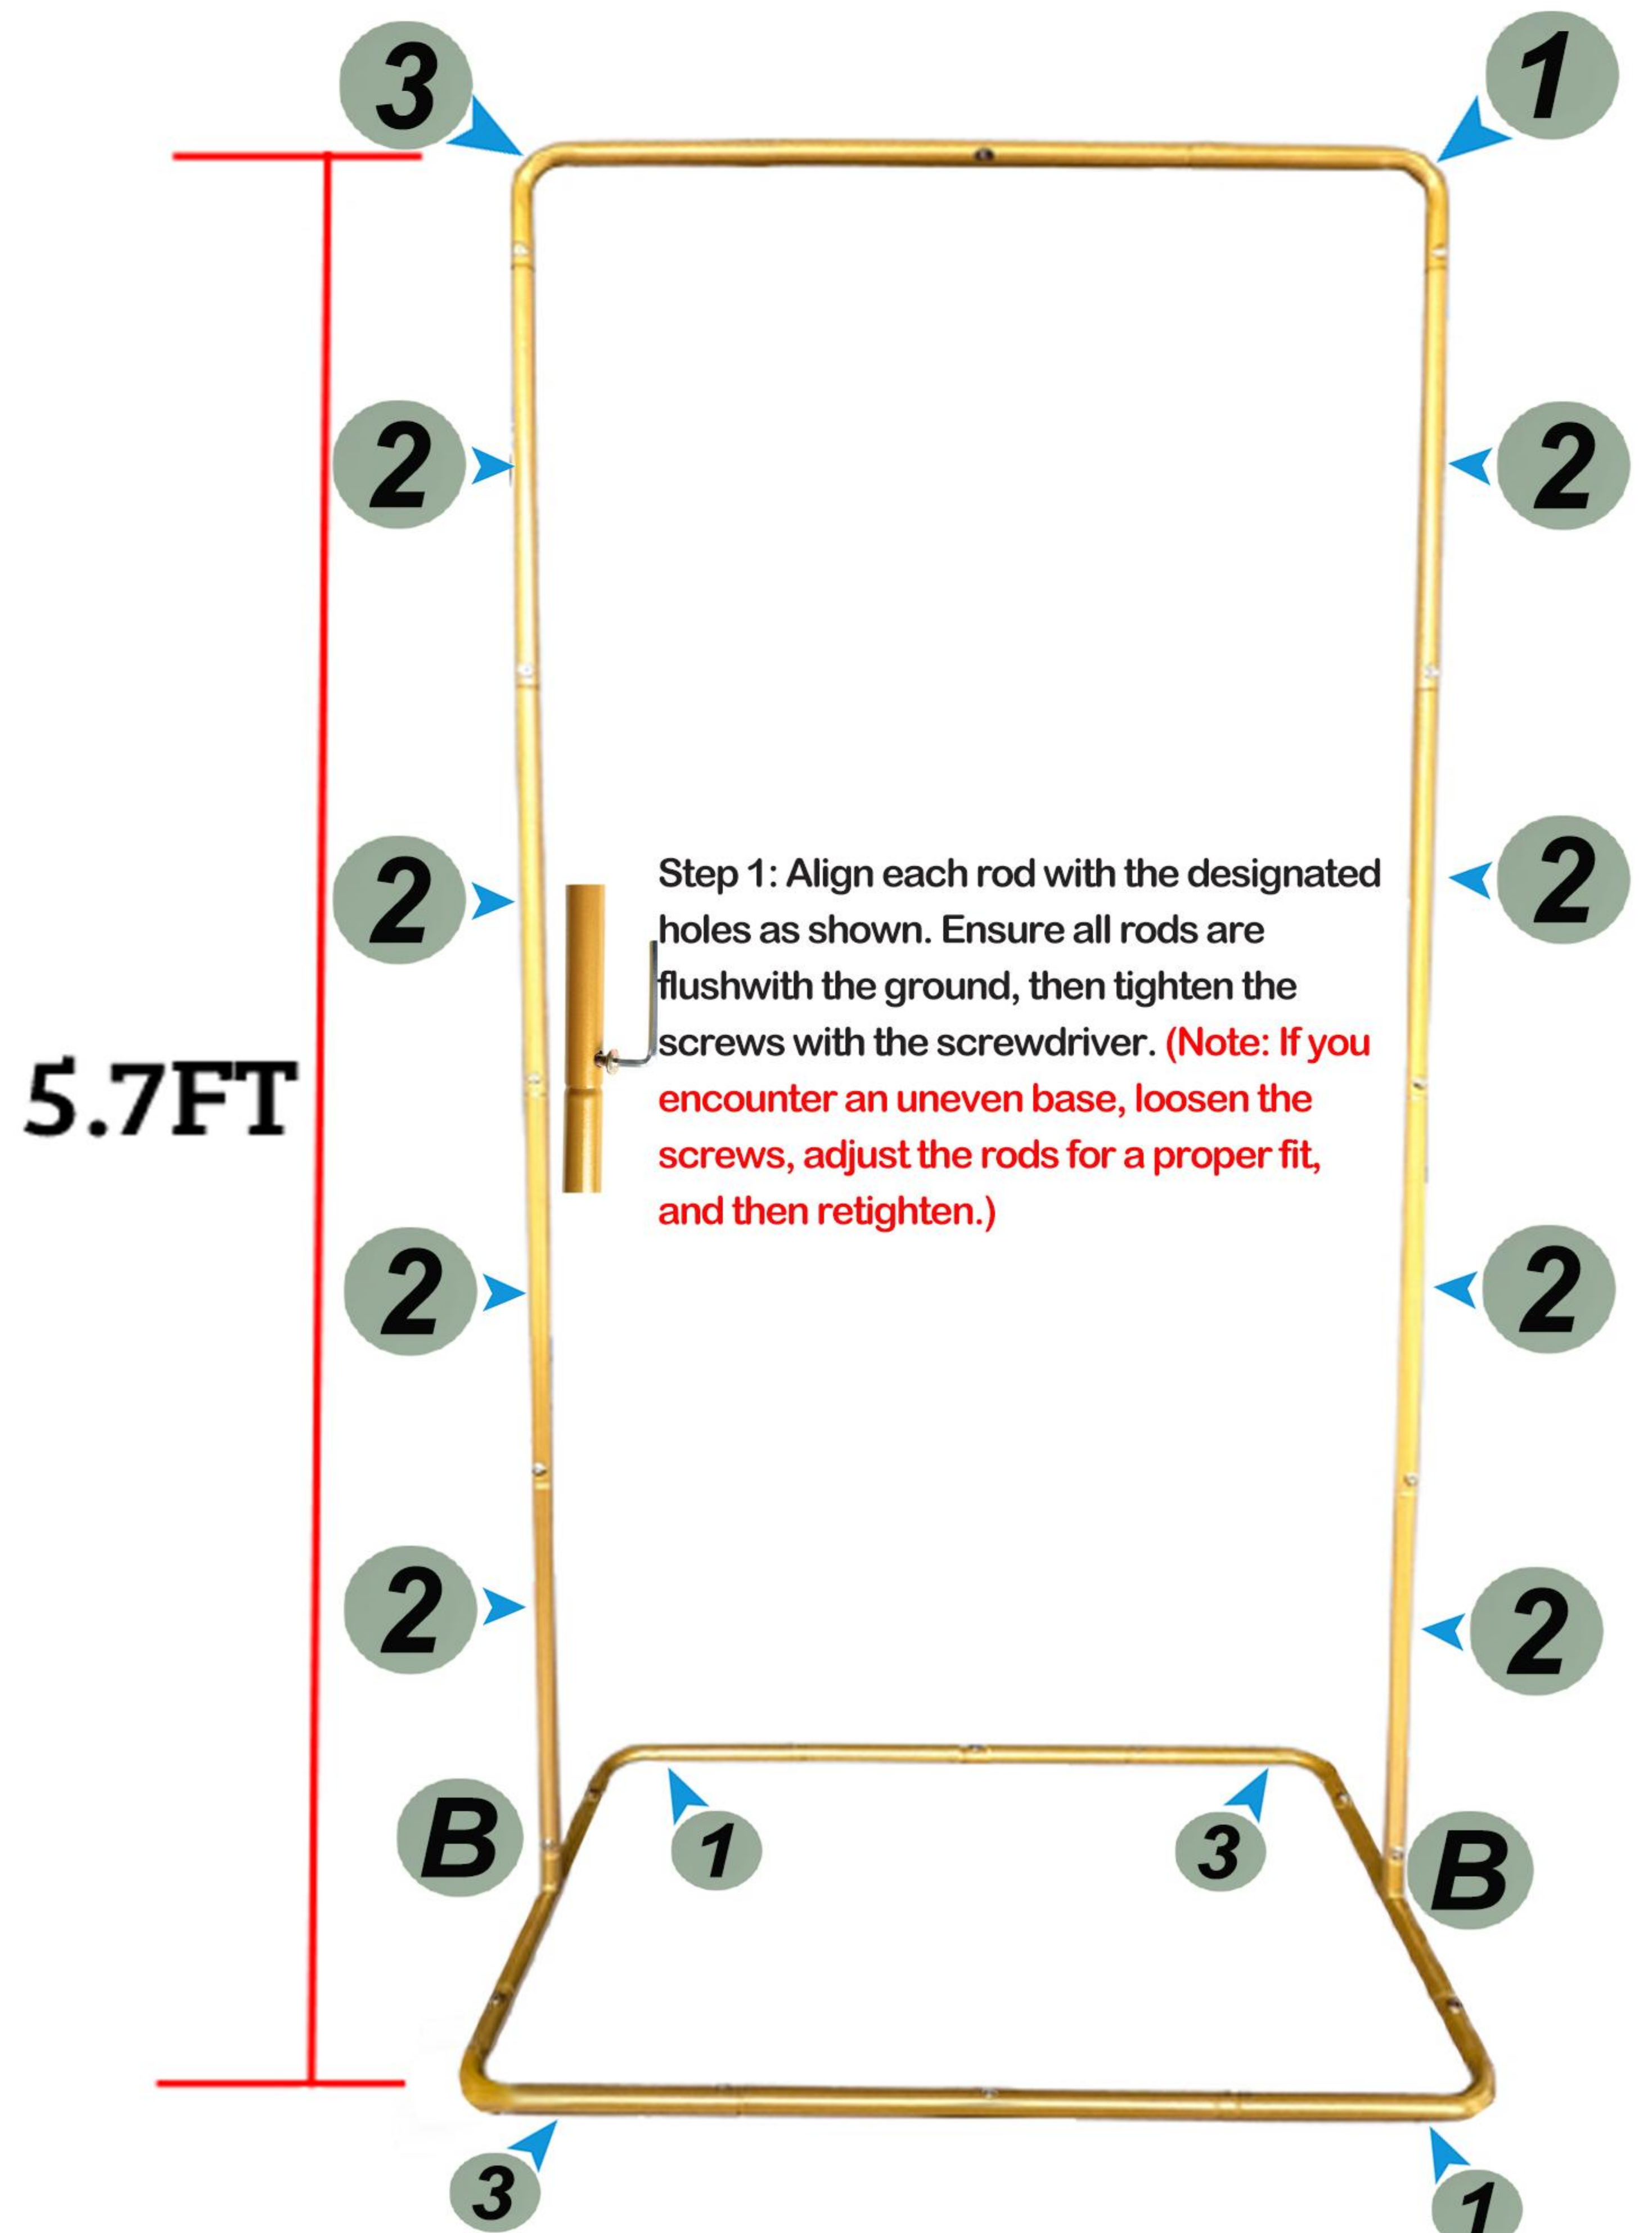 3
1
2
2
2
2
Step 1: Align each rod with the designated
holes as shown. Ensure all rods are
flushwith the ground, then tighten the
screws with the screwdriver. (Note: If you
encounter an uneven base, loosen the
screws, adjust the rods for a proper fit,
and then retighten.)
5.7FT
2
2
2
2
B
1
3
B
3
1